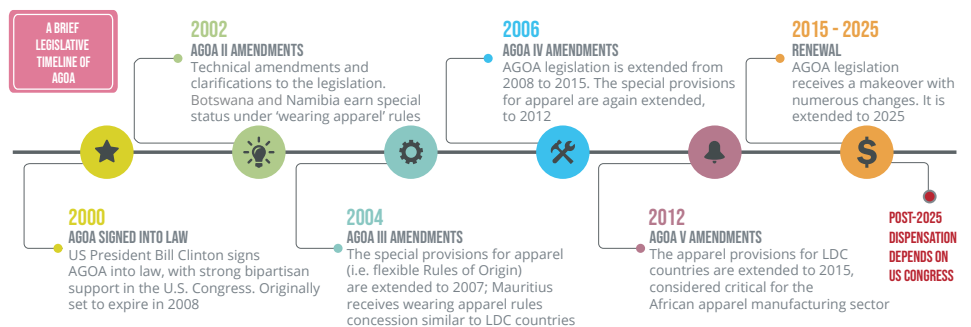 A BRIEF
LEGISLATIVE
TIMELINE OF
AGOA
2000
AGOA SIGNED INTO LAW
US President Bill Clinton signs
AGOA into law, with strong bipartisan
support in the U.S. Congress. Originally
set to expire in 2008
2002
AGOA II AMENDMENTS
Technical amendments and
clarifications to the legislation.
Botswana and Namibia earn special
status under ‘wearing apparel’ rules
2004
AGOA III AMENDMENTS
The special provisions for apparel
(i.e. flexible Rules of Origin)
are extended to 2007; Mauritius
receives wearing apparel rules
concession similar to LDC countries
2006
AGOA IV AMENDMENTS
AGOA legislation is extended from
2008 to 2015. The special provisions
for apparel are again extended,
to 2012
2012
AGOA V AMENDMENTS
The apparel provisions for LDC
countries are extended to 2015,
considered critical for the
African apparel manufacturing sector
2015 - 2025
RENEWAL
AGOA legislation
receives a makeover with
numerous changes. It is
extended to 2025
$
POST-2025
DISPENSATION
DEPENDS ON
US CONGRESS